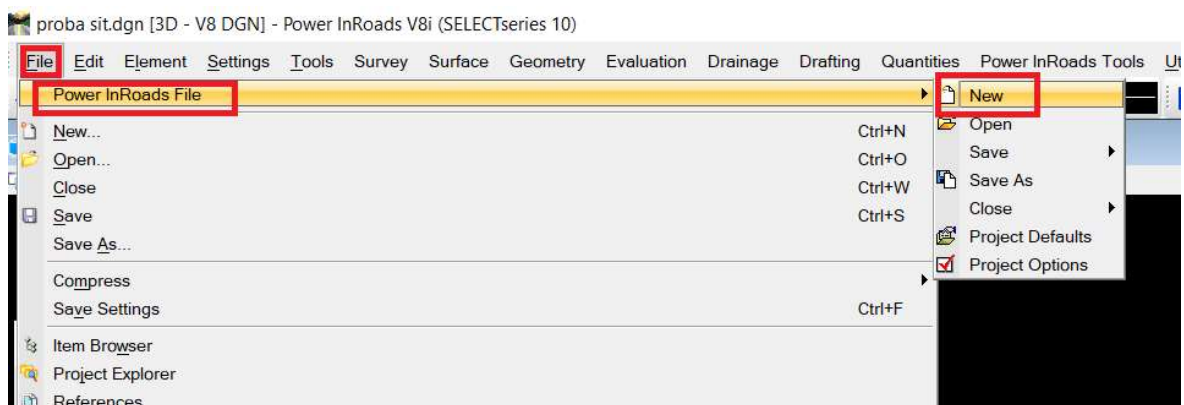 proba sit.dgn [3D - V8 DGN] - Power InRoads V8i (SELECTseries 10)
File Edit Element Settings Tools Survey Surface Geometry Evaluation Drainage Drafting Quantities Power InRoads Tools Ut
Power InRoads File
New... Ctrl+N
Open... Ctrl+O
Close Ctrl+W
Save Ctrl+S
Save As...
Compress
Save Settings Ctrl+F
Item Browser
Project Explorer
References
New
Open
Save
Save As
Close
Project Defaults
Project Options